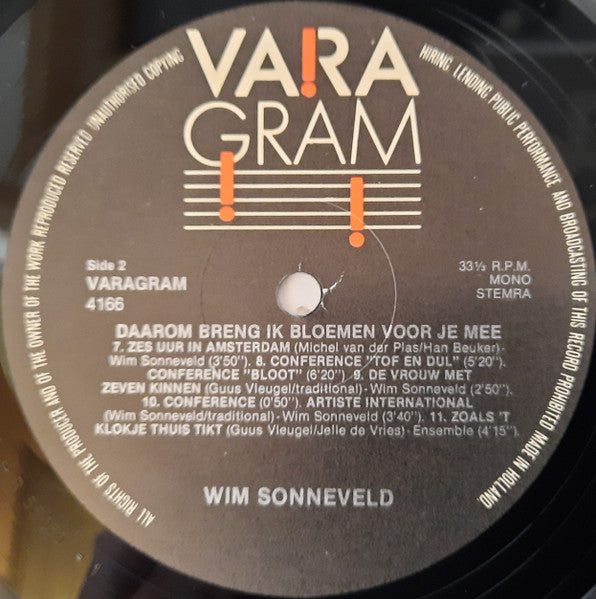 VARA
GRAM
Side 2
VARAGRAM
4166
33⅓ R.P.M.
MONO
STEMRA
DAAROM BRENG IK BLOEMEN VOOR JE MEE
7. ZES UUR IN AMSTERDAM (Michel van der Plas/Han Beuker)-
Wim Sonneveld (3'50"). 8. CONFERENCE "TOF EN DUL" (5'20").
CONFERENCE "BLOOT" (6'20"). 9. DE VROUW MET
ZEVEN KINNEN (Guus Vleugel/traditional)- Wim Sonneveld (2'50").
10. CONFERENCE (0'50"). ARTISTE INTERNATIONAL
(Wim Sonneveld/traditional)- Wim Sonneveld (3'40"). 11. ZOALS 'T
KLOKJE THUIS TIKT (Guus Vleugel/Jelle de Vries)- Ensemble (4'15").
WIM SONNEVELD
ALL RIGHTS OF THE PRODUCER AND OF THE OWNER OF THE WORK REPRODUCED RESERVED UNAUTHORISED COPYING
HIRING, LENDING PUBLIC PERFORMANCE AND BROADCASTING OF THIS RECORD PROHIBITED MADE IN HOLLAND.